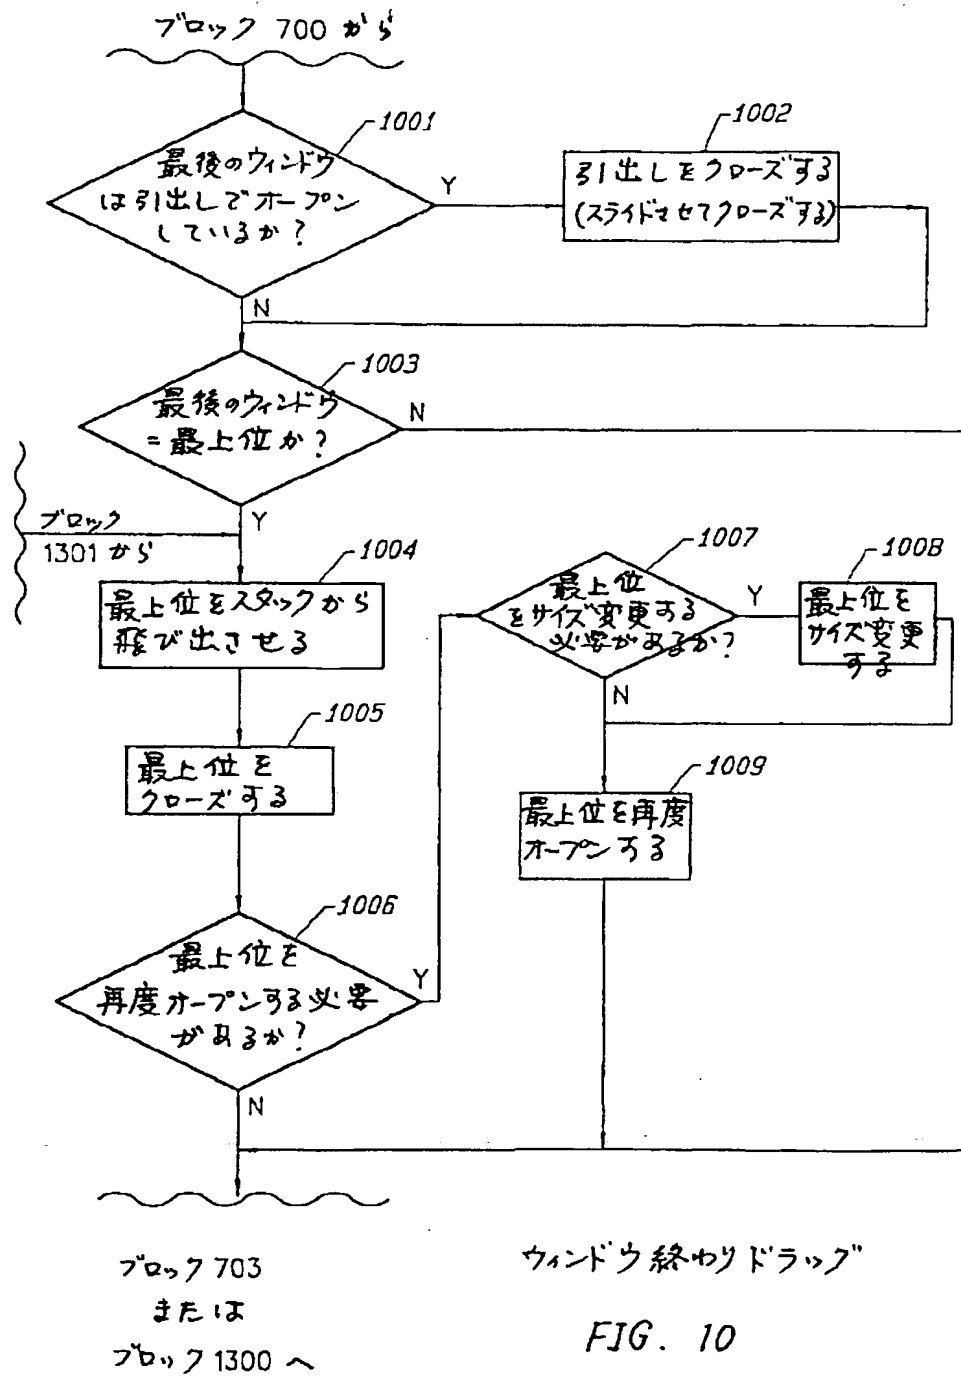 ブロック 700 から
1001
最後のウィンドウ
は引出しでオープン
しているか?
Y
N
1002
引出しをクローズする
(スライドさせてクローズする)
1003
最後のウィンドウ
=最上位か?
N
Y
ブロック
1301 から
1004
最上位をスタックから
飛び出させる
1005
最上位を
クローズする
1006
最上位を
再度オープンする必要
があるか?
Y
N
1007
最上位
をサイズ変更する
必要があるか?
Y
N
1008
最上位を
サイズ変更
する
1009
最上位を再度
オープンする
ブロック 703
または
ブロック 1300 へ
ウィンドウ終わりドラッグ
FIG. 10